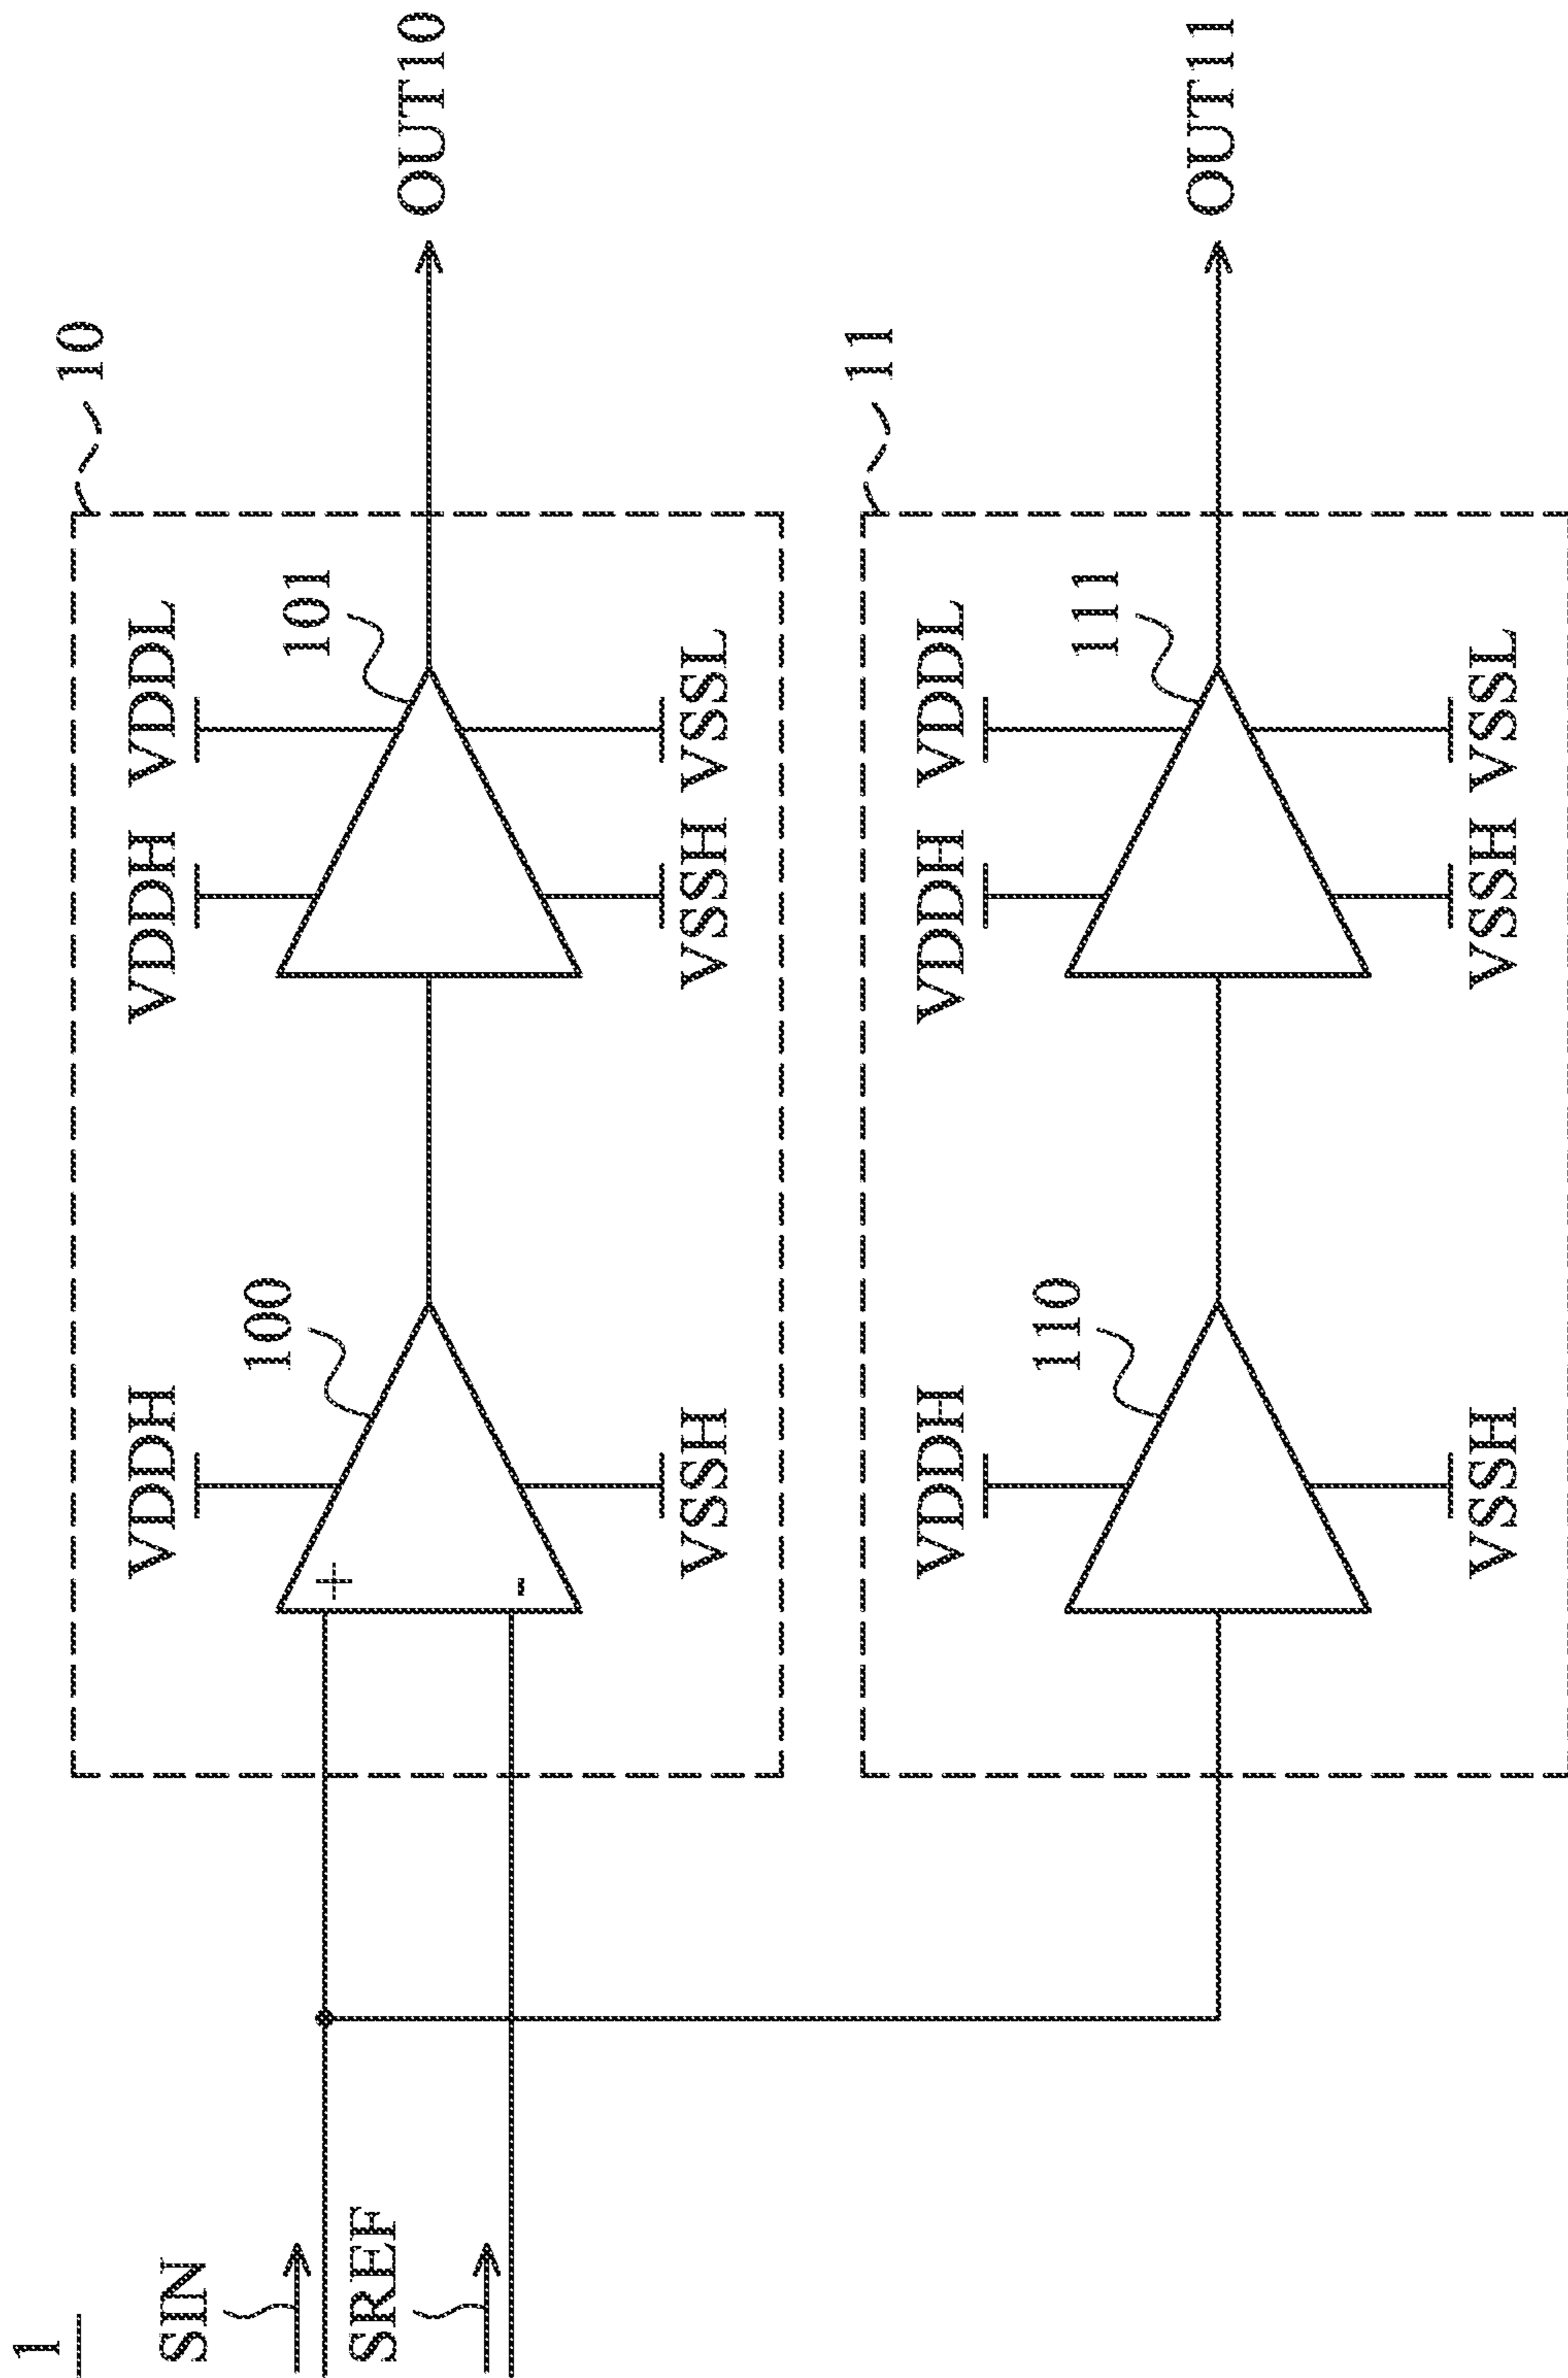 1
SIN
SREF
10
VDDH
VDDH VDDL
100
101
+
-
VSSH
VSSH VSSL
OUT10
11
VDDH
VDDH VDDL
110
111
VSSH
VSSH VSSL
OUT11